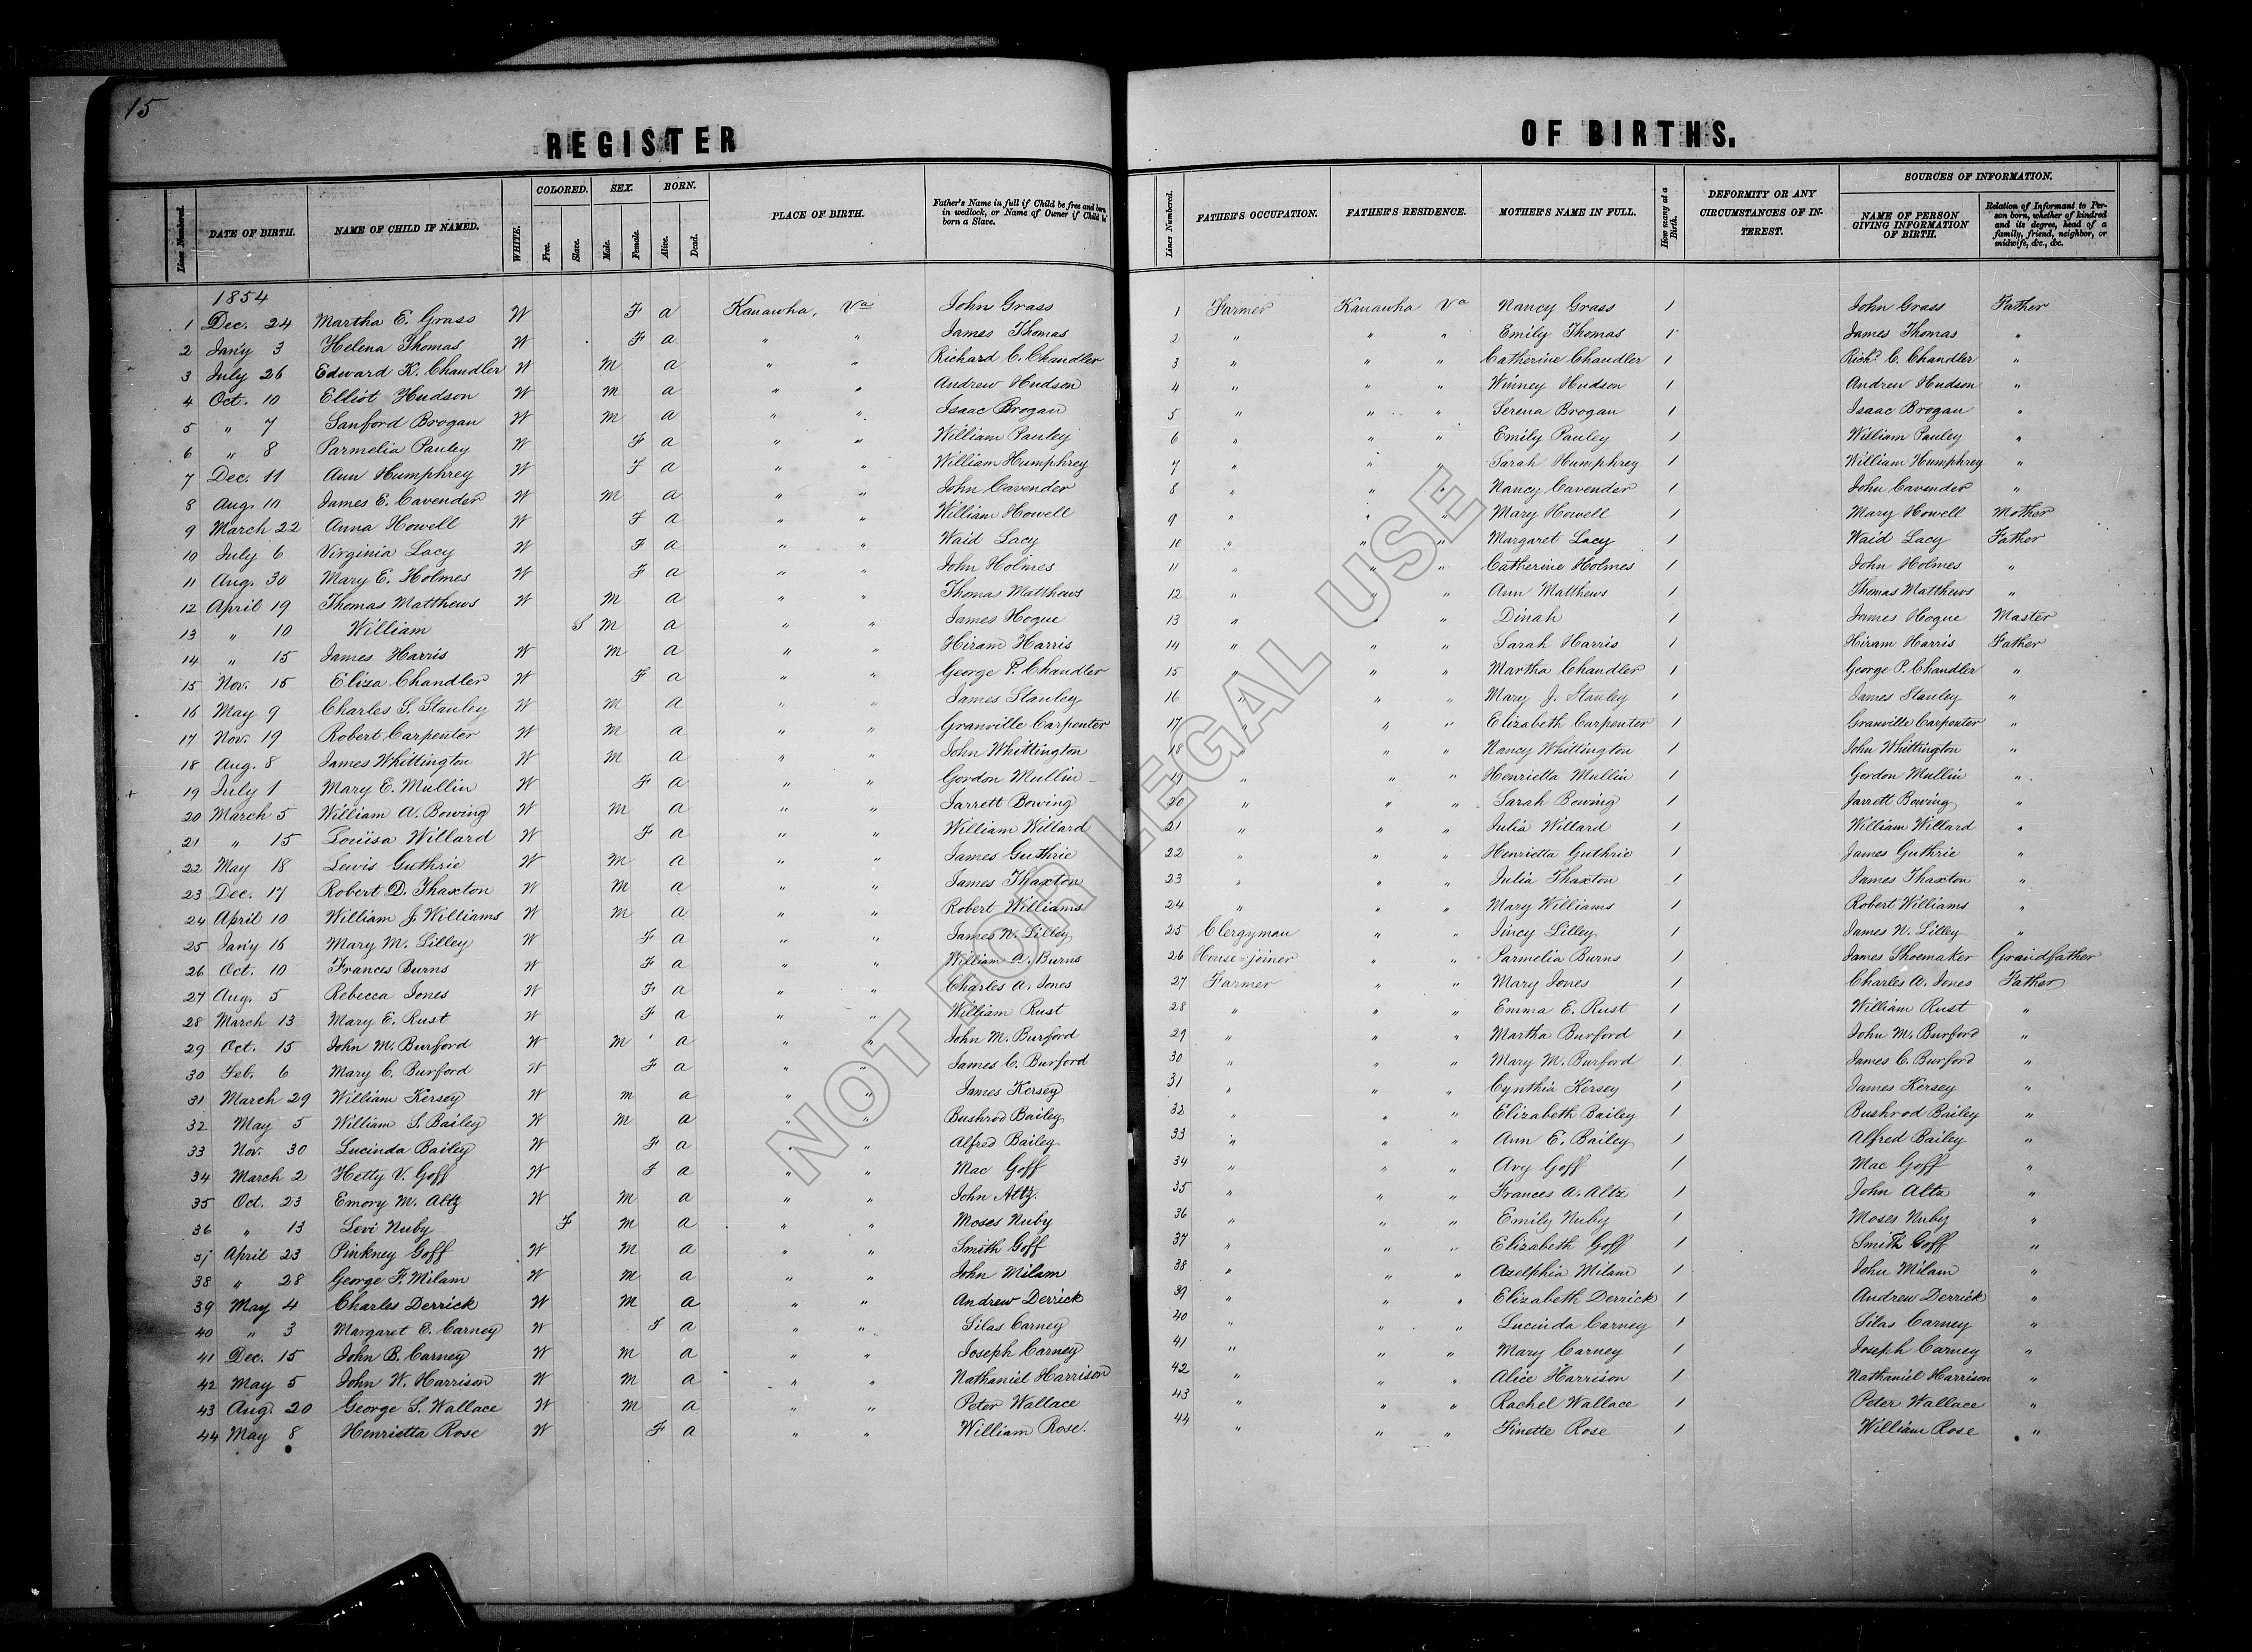 15
REGISTER OF BIRTHS.
Lines Numbered. DATE OF BIRTH. NAME OF CHILD IF NAMED. WHITE. COLORED. Free. Slave. SEX. Male. Female. BORN. Alive. Dead. PLACE OF BIRTH. Father's Name in full if Child be free and born in wedlock, or Name of Owner if Child be born a Slave. Lines Numbered. FATHER'S OCCUPATION. FATHER'S RESIDENCE. MOTHER'S NAME IN FULL. How many at a Birth. DEFORMITY OR ANY CIRCUMSTANCES OF INTEREST. SOURCES OF INFORMATION. NAME OF PERSON GIVING INFORMATION OF BIRTH. Relation of Informant to Person born, whether of kindred and its degree, head of a family, friend, neighbor, or midwife, &c., &c.
1854
1 Dec. 24 Martha E. Grass W F a Kanawha, Va John Grass 1 Farmer Kanawha Va Nancy Grass 1 John Grass Father
2 Jan'y 3 Helena Thomas W F a " " James Thomas 2 " " " Emily Thomas 1 James Thomas "
3 July 26 Edward K. Chandler W M a " " Richard C. Chandler 3 " " " Catherine Chandler 1 Richd C. Chandler "
4 Oct. 10 Elliot Hudson W M a " " Andrew Hudson 4 " " " Winney Hudson 1 Andrew Hudson "
5 " 7 Sanford Brogan W M a " " Isaac Brogan 5 " " " Serena Brogan 1 Isaac Brogan "
6 " 8 Parmelia Pauley W F a " " William Pauley 6 " " " Emily Pauley 1 William Pauley "
7 Dec. 11 Ann Humphrey W F a " " William Humphrey 7 " " " Sarah Humphrey 1 William Humphrey "
8 Aug. 10 James E. Cavender W M a " " John Cavender 8 " " " Nancy Cavender 1 John Cavender "
9 March 22 Anna Howell W F a " " William Howell 9 " " " Mary Howell 1 Mary Howell Mother
10 July 6 Virginia Lacy W F a " " Waid Lacy 10 " " " Margaret Lacy 1 Waid Lacy Father
11 Aug. 30 Mary E. Holmes W F a " " John Holmes 11 " " " Catherine Holmes 1 John Holmes "
12 April 19 Thomas Matthews W M a " " Thomas Matthews 12 " " " Ann Matthews 1 Thomas Matthews "
13 " 10 William S M a " " James Hogue 13 " " " Dinah 1 James Hogue Master
14 " 15 James Harris W M a " " Hiram Harris 14 " " " Sarah Harris 1 Hiram Harris Father
15 Nov. 15 Eliza Chandler W F a " " George P. Chandler 15 " " " Martha Chandler 1 George P. Chandler "
16 May 9 Charles S. Stanley W M a " " James Stanley 16 " " " Mary J. Stanley 1 James Stanley "
17 Nov. 19 Robert Carpenter W M a " " Granville Carpenter 17 " " " Elizabeth Carpenter 1 Granville Carpenter "
18 Aug. 8 James Whittington W M a " " John Whittington 18 " " " Nancy Whittington 1 John Whittington "
19 July 1 Mary E. Mullin W F a " " Gordon Mullin 19 " " " Henrietta Mullin 1 Gordon Mullin "
20 March 5 William A. Bowing W M a " " Jarrett Bowing 20 " " " Sarah Bowing 1 Jarrett Bowing "
21 " 15 Louisa Willard W F a " " William Willard 21 " " " Julia Willard 1 William Willard "
22 May 18 Lewis Guthrie W M a " " James Guthrie 22 " " " Henrietta Guthrie 1 James Guthrie "
23 Dec. 17 Robert D. Thaxton W M a " " James Thaxton 23 " " " Julia Thaxton 1 James Thaxton "
24 April 10 William J. Williams W M a " " Robert Williams 24 " " " Mary Williams 1 Robert Williams "
25 Jan'y 16 Mary M. Lilley W F a " " James N. Lilley 25 Clergyman " " Jincy Lilley 1 James N. Lilley "
26 Oct. 10 Frances Burns W F a " " William A. Burns 26 House-joiner " " Parmelia Burns 1 James Shoemaker Grandfather
27 Aug. 5 Rebecca Jones W F a " " Charles A. Jones 27 Farmer " " Mary Jones 1 Charles A. Jones Father
28 March 13 Mary E. Rust W F a " " William Rust 28 " " " Emma E. Rust 1 William Rust "
29 Oct. 15 John M. Burford W M a " " John M. Burford 29 " " " Martha Burford 1 John M. Burford "
30 Feb. 6 Mary C. Burford W F a " " James C. Burford 30 " " " Mary M. Burford 1 James C. Burford "
31 March 29 William Kersey W M a " " James Kersey 31 " " " Cynthia Kersey 1 James Kersey "
32 May 5 William S. Bailey W M a " " Bushrod Bailey 32 " " " Elizabeth Bailey 1 Bushrod Bailey "
33 Nov. 30 Lucinda Bailey W F a " " Alfred Bailey 33 " " " Ann E. Bailey 1 Alfred Bailey "
34 March 2 Hetty V. Goff W F a " " Mac Goff 34 " " " Avy Goff 1 Mac Goff "
35 Oct. 23 Emory M. Altz W M a " " John Altz. 35 " " " Frances A. Altz 1 John Altz "
36 " 13 Levi Nuby F M a " " Moses Nuby 36 " " " Emily Nuby 1 Moses Nuby "
37 April 23 Pinkney Goff W M a " " Smith Goff 37 " " " Elizabeth Goff 1 Smith Goff "
38 " 28 George F. Milam W M a " " John Milam 38 " " " Azelphia Milam 1 John Milam "
39 May 4 Charles Derrick W M a " " Andrew Derrick 39 " " " Elizabeth Derrick 1 Andrew Derrick "
40 " 3 Margaret E. Carney W F a " " Silas Carney 40 " " " Lucinda Carney 1 Silas Carney "
41 Dec. 15 John B. Carney W M a " " Joseph Carney 41 " " " Mary Carney 1 Joseph Carney "
42 May 5 John W. Harrison W M a " " Nathaniel Harrison 42 " " " Alice Harrison 1 Nathaniel Harrison "
43 Aug. 20 George S. Wallace W M a " " Peter Wallace 43 " " " Rachel Wallace 1 Peter Wallace "
44 May 8 Henrietta Rose W F a " " William Rose. 44 " " " Finette Rose 1 William Rose "
NOT FOR LEGAL USE